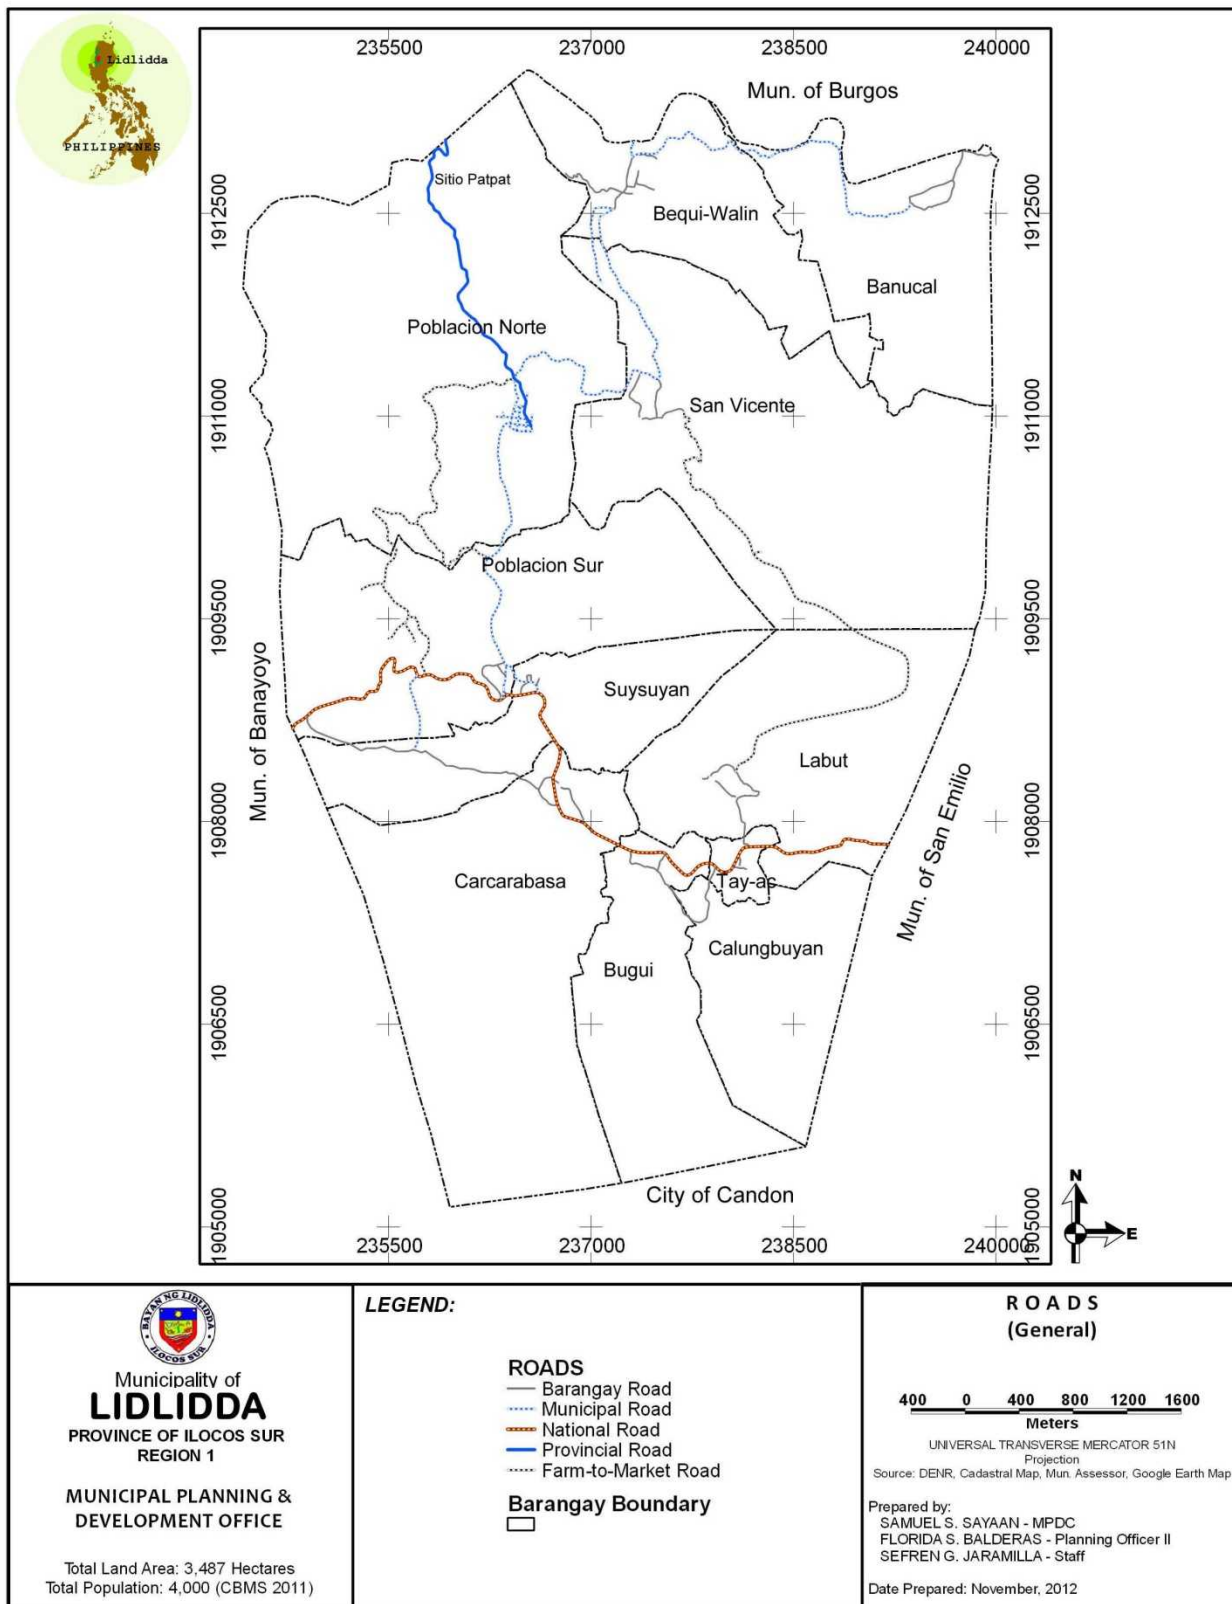 Lidlidda
PHILIPPINES
235500 237000 238500 240000
Mun. of Burgos
Sitio Patpat
1912500 1912500
Bequi-Walin
Banucal
Poblacion Norte
San Vicente
1911000 1911000
Poblacion Sur
1909500 1909500
Mun. of Banayoyo
Suysuyan
Labut
1908000 1908000
Mun. of San Emilio
Carcarabasa
Tay-ac
Calungbuyan
Bugui
1906500 1906500
City of Candon
1905000 1905000
235500 237000 238500 240000
N
E
BAYAN NG LIDLIDDA
ILOCOS SUR
Municipality of
LIDLIDDA
PROVINCE OF ILOCOS SUR
REGION 1
MUNICIPAL PLANNING &
DEVELOPMENT OFFICE
Total Land Area: 3,487 Hectares
Total Population: 4,000 (CBMS 2011)
LEGEND:
ROADS
Barangay Road
Municipal Road
National Road
Provincial Road
Farm-to-Market Road
Barangay Boundary
ROADS
(General)
400 0 400 800 1200 1600
Meters
UNIVERSAL TRANSVERSE MERCATOR 51N
Projection
Source: DENR, Cadastral Map, Mun. Assessor, Google Earth Map
Prepared by:
SAMUEL S. SAYAAN - MPDC
FLORIDA S. BALDERAS - Planning Officer II
SEFREN G. JARAMILLA - Staff
Date Prepared: November, 2012